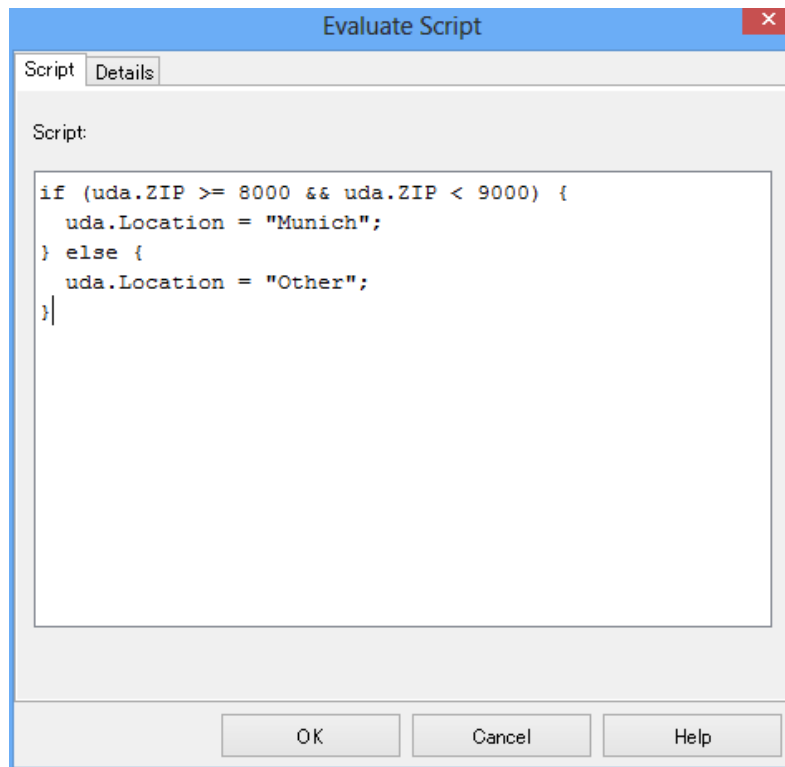 Evaluate Script
Script Details
Script:
if (uda.ZIP >= 8000 && uda.ZIP < 9000) {
  uda.Location = "Munich";
} else {
  uda.Location = "Other";
}
OK Cancel Help